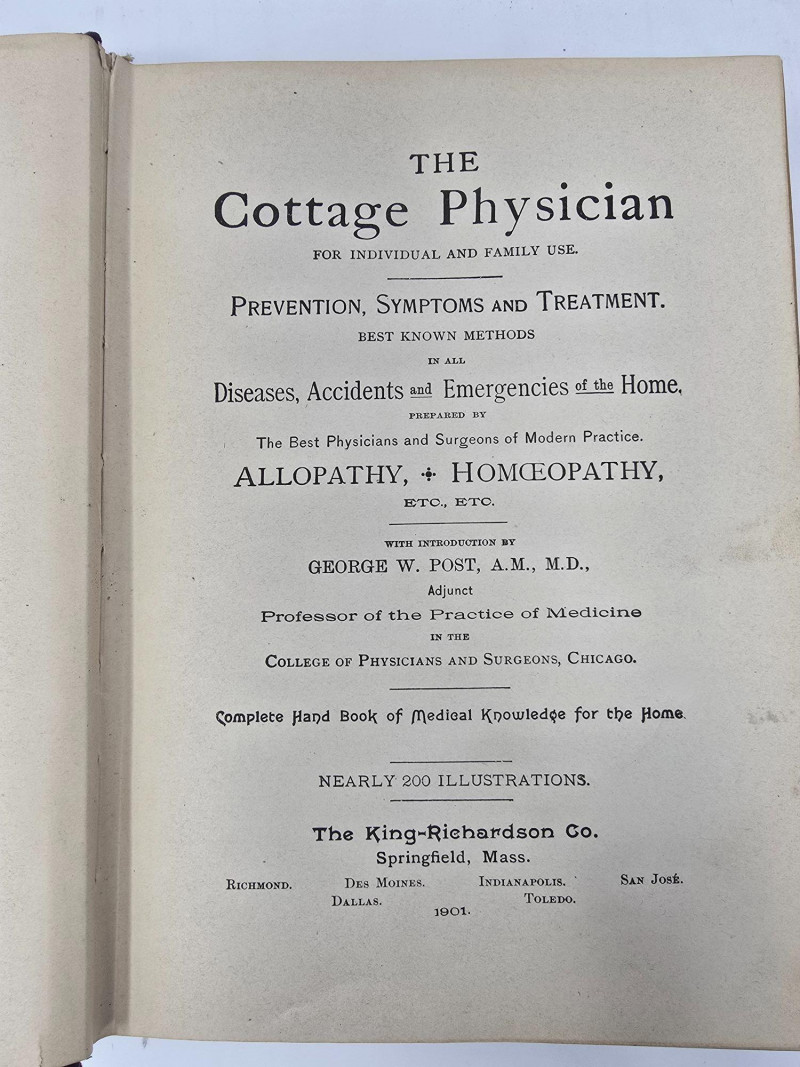 THE
Cottage Physician
FOR INDIVIDUAL AND FAMILY USE.
PREVENTION, SYMPTOMS AND TREATMENT.
BEST KNOWN METHODS
IN ALL
Diseases, Accidents and Emergencies of the Home,
PREPARED BY
The Best Physicians and Surgeons of Modern Practice.
ALLOPATHY, HOMŒOPATHY,
ETC., ETC.
WITH INTRODUCTION BY
GEORGE W. POST, A.M., M.D.,
Adjunct
Professor of the Practice of Medicine
IN THE
COLLEGE OF PHYSICIANS AND SURGEONS, CHICAGO.
Complete Hand Book of Medical Knowledge for the Home.
NEARLY 200 ILLUSTRATIONS.
The King-Richardson Co.
Springfield, Mass.
RICHMOND. DES MOINES. INDIANAPOLIS. SAN JOSÉ.
DALLAS. TOLEDO.
1901.